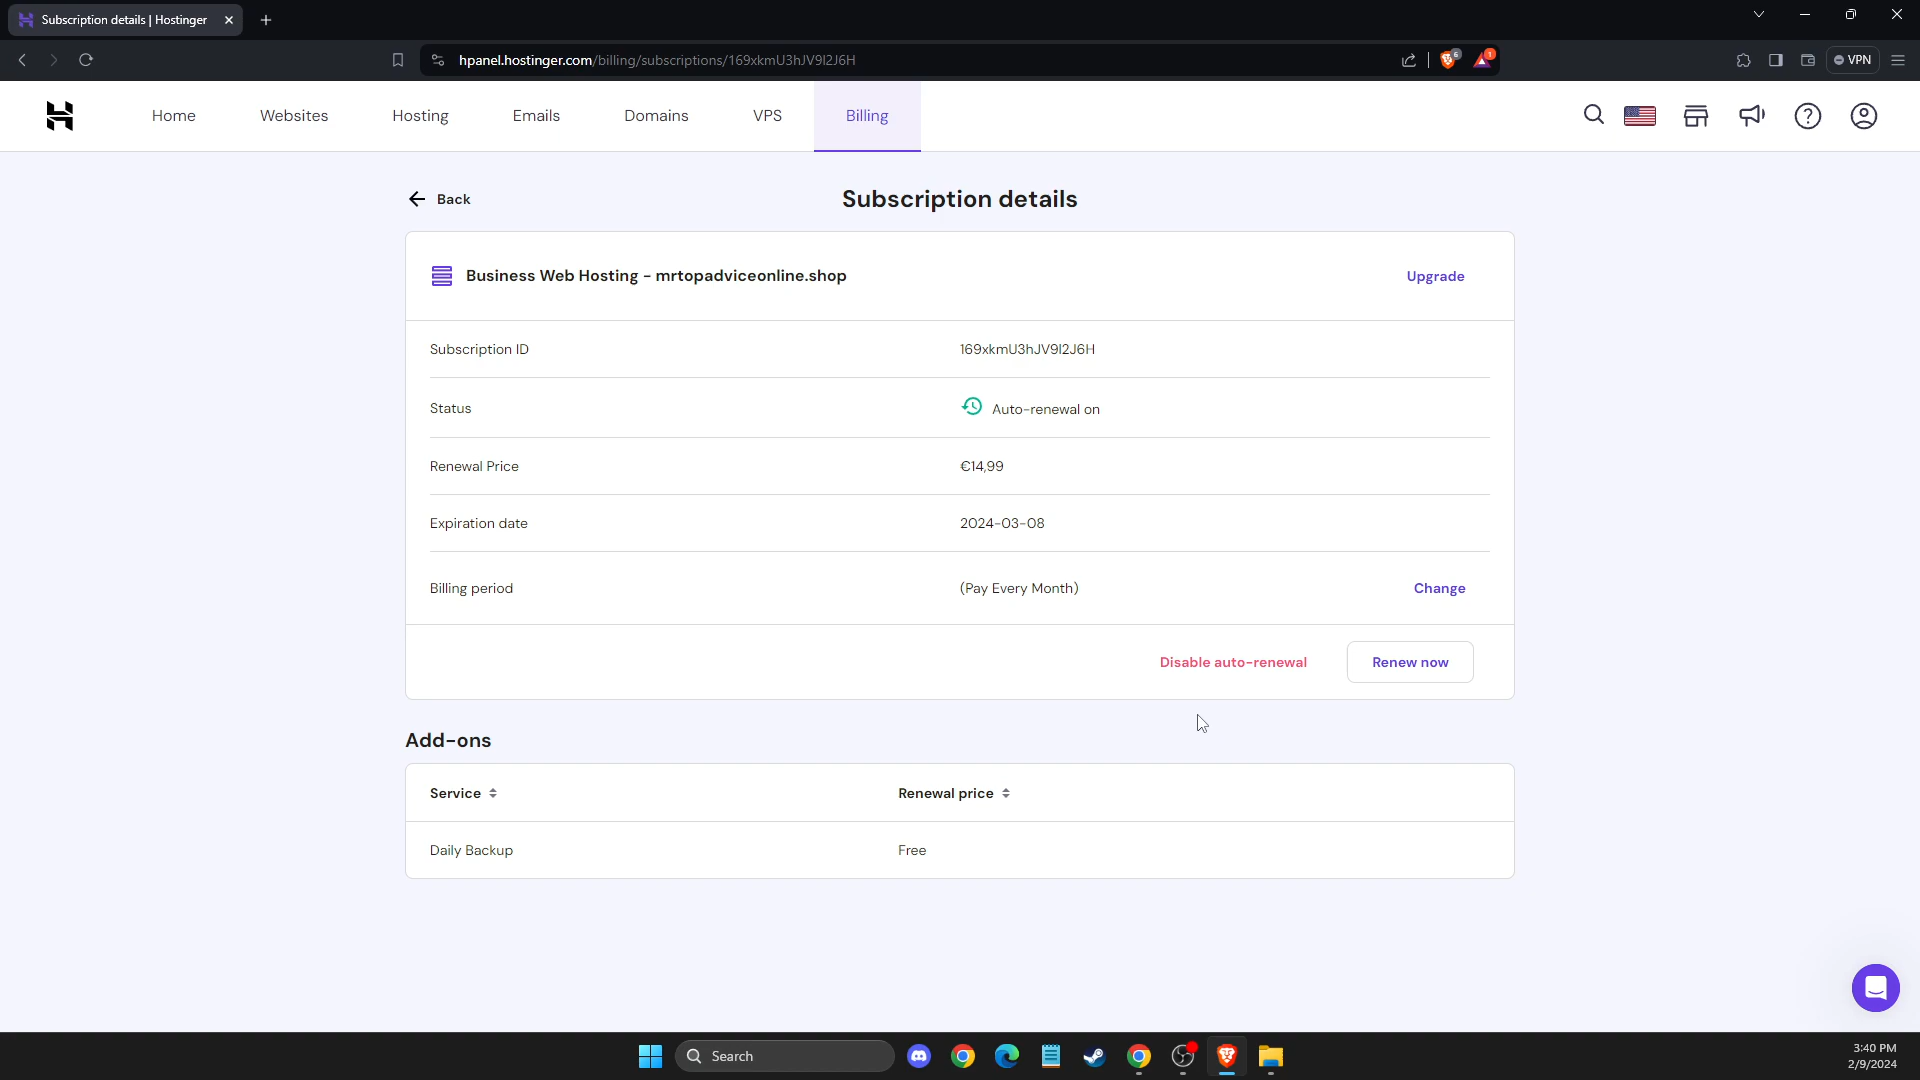 Subscription details | Hostinger
hpanel.hostinger.com/billing/subscriptions/169xkmU3hJV9I2J6H
6
1
VPN
Home
Websites
Hosting
Emails
Domains
VPS
Billing
Back
Subscription details
Business Web Hosting - mrtopadviceonline.shop
Upgrade
Subscription ID
169xkmU3hJV9I2J6H
Status
Auto-renewal on
Renewal Price
€14,99
Expiration date
2024-03-08
Billing period
(Pay Every Month)
Change
Disable auto-renewal
Renew now
Add-ons
Service
Renewal price
Daily Backup
Free
Search
3:40 PM
2/9/2024